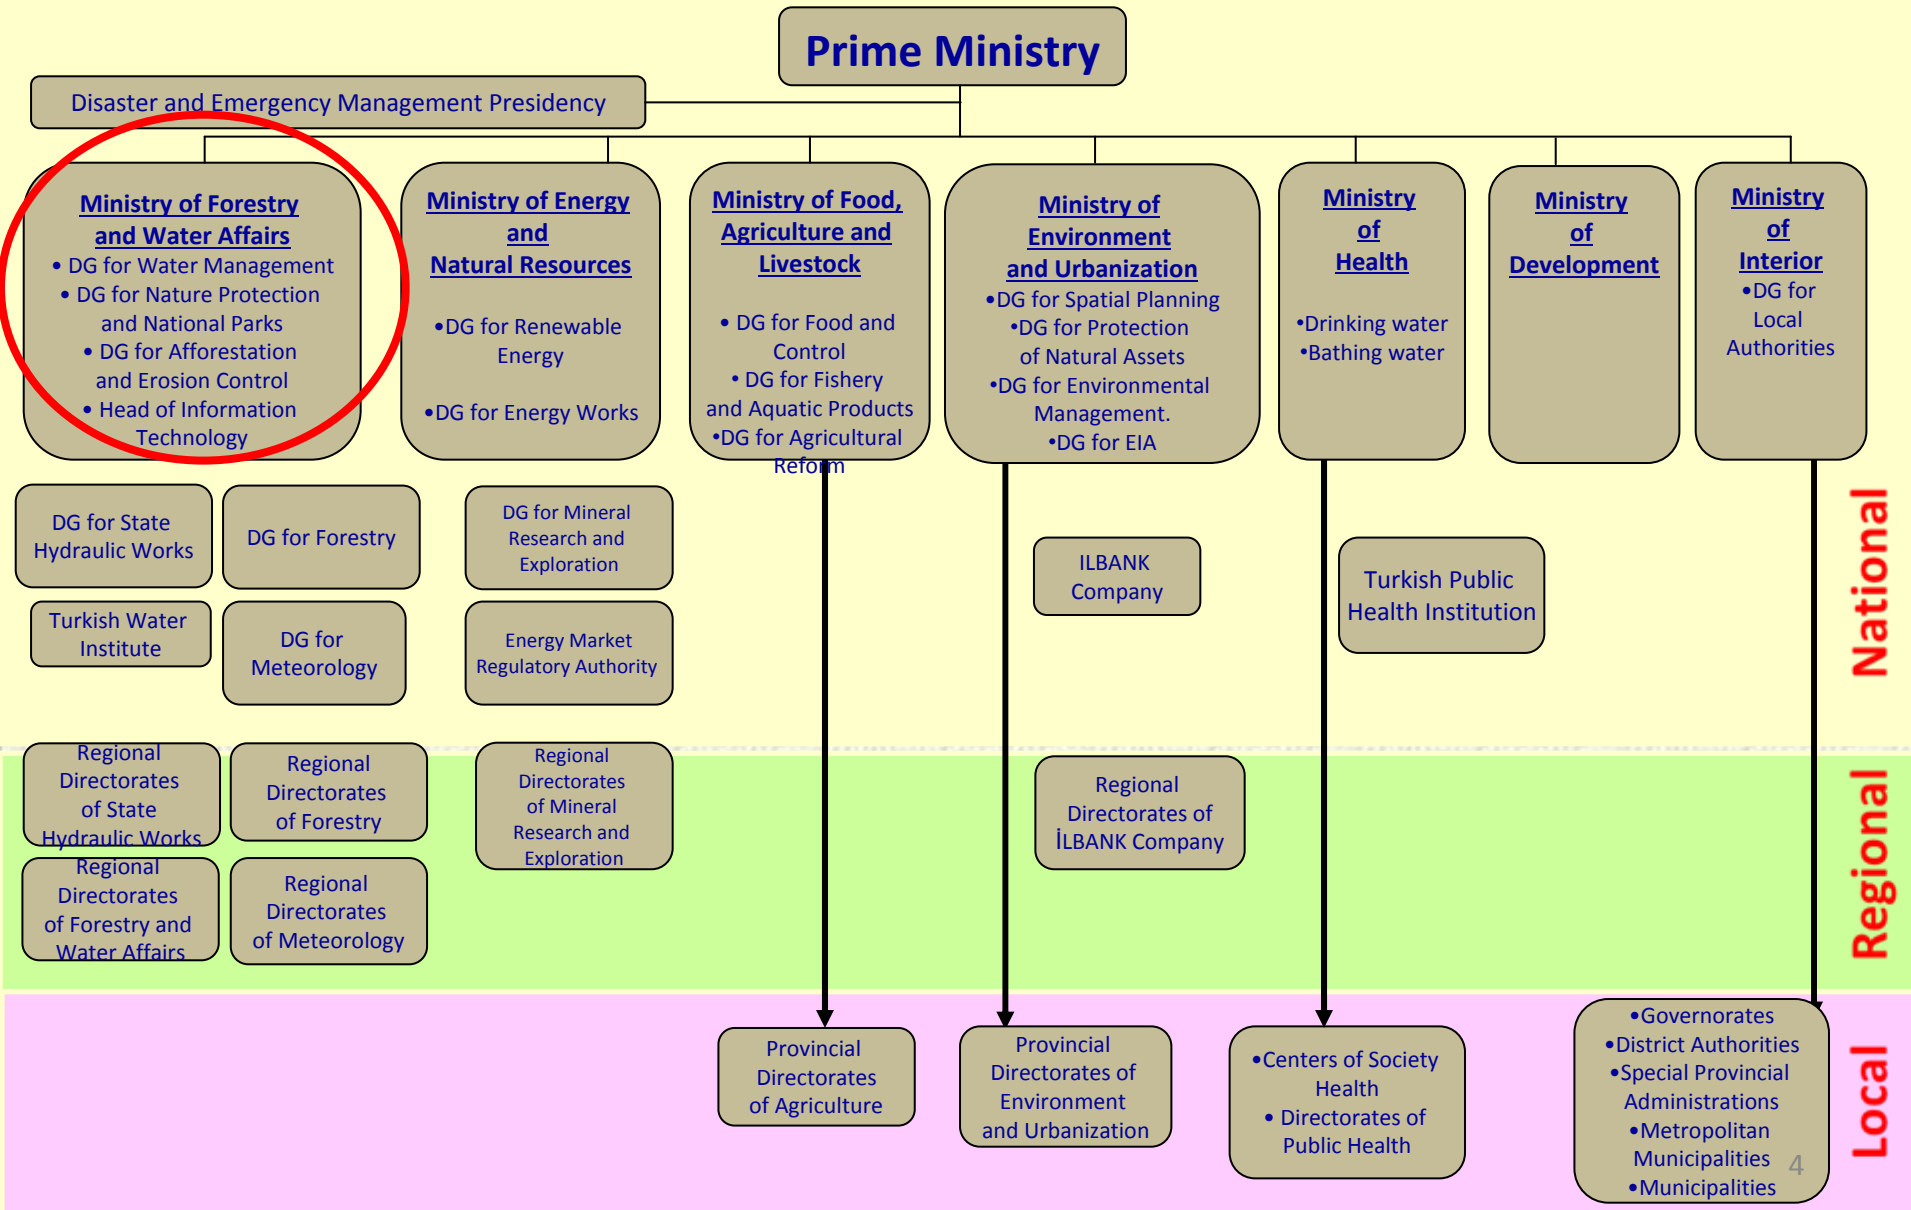 Prime Ministry
Disaster and Emergency Management Presidency
Ministry of Forestry
and Water Affairs
• DG for Water Management
• DG for Nature Protection
and National Parks
• DG for Afforestation
and Erosion Control
• Head of Information
Technology
Ministry of Energy
and
Natural Resources
•DG for Renewable
Energy
•DG for Energy Works
Ministry of Food,
Agriculture and
Livestock
• DG for Food and
Control
• DG for Fishery
and Aquatic Products
•DG for Agricultural
Reform
Ministry of
Environment
and Urbanization
•DG for Spatial Planning
•DG for Protection
of Natural Assets
•DG for Environmental
Management.
•DG for EIA
Ministry
of
Health
•Drinking water
•Bathing water
Ministry
of
Development
Ministry
of
Interior
•DG for
Local
Authorities
DG for State
Hydraulic Works
DG for Forestry
DG for Mineral
Research and
Exploration
ILBANK
Company
Turkish Public
Health Institution
National
Turkish Water
Institute
DG for
Meteorology
Energy Market
Regulatory Authority
Regional
Directorates
of State
Hydraulic Works
Regional
Directorates
of Forestry
Regional
Directorates
of Mineral
Research and
Exploration
Regional
Directorates of
İLBANK Company
Regional
Regional
Directorates
of Forestry and
Water Affairs
Regional
Directorates
of Meteorology
Provincial
Directorates
of Agriculture
Provincial
Directorates of
Environment
and Urbanization
•Centers of Society
Health
• Directorates of
Public Health
•Governorates
•District Authorities
•Special Provincial
Administrations
•Metropolitan
Municipalities
•Municipalities
Local
4